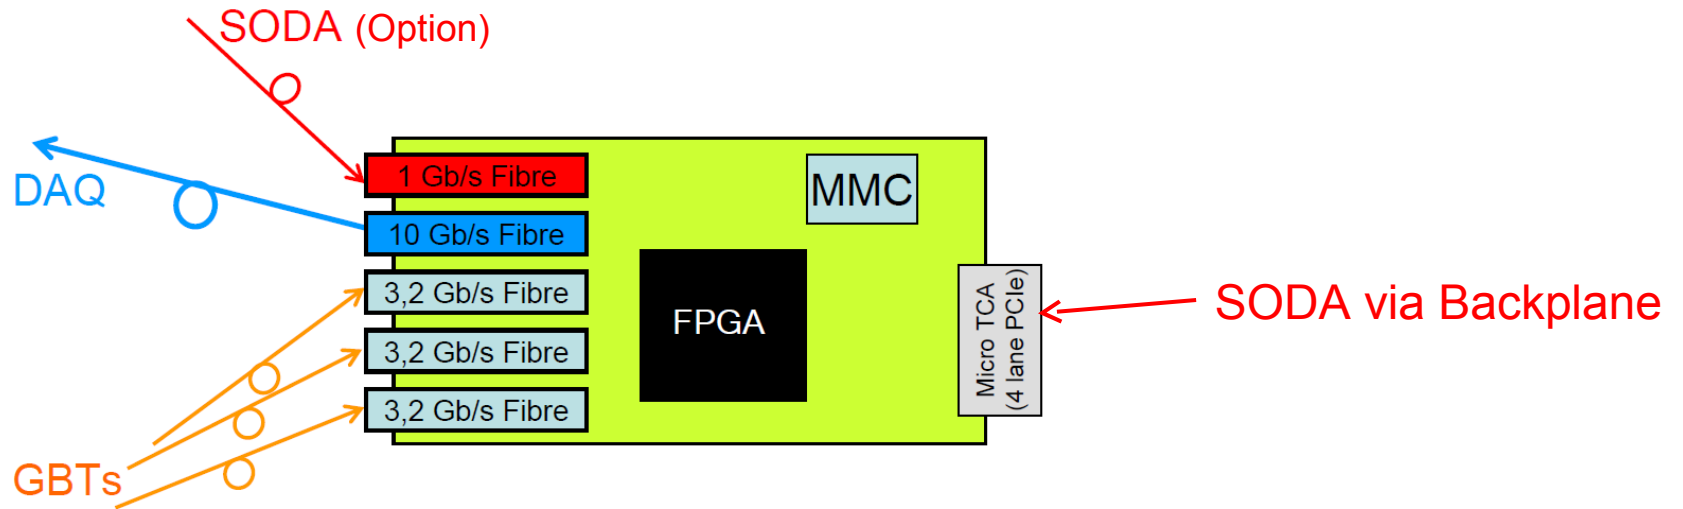 SODA (Option)
DAQ
1 Gb/s Fibre
10 Gb/s Fibre
3,2 Gb/s Fibre
3,2 Gb/s Fibre
3,2 Gb/s Fibre
GBTs
MMC
FPGA
Micro TCA
(4 lane PCIe)
SODA via Backplane